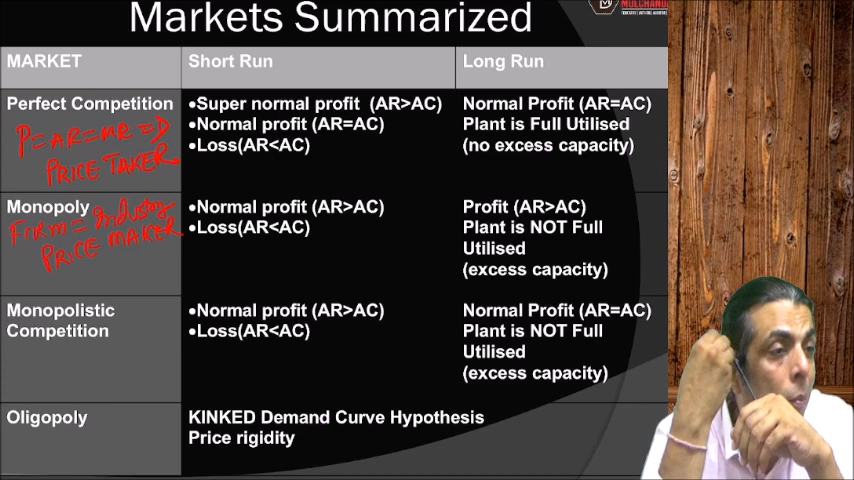 Markets Summarized
MARKET
Short Run
Long Run
Perfect Competition
P=AR=MR=D
PRICE TAKER
•Super normal profit (AR>AC)
•Normal profit (AR=AC)
•Loss(AR<AC)
Normal Profit (AR=AC)
Plant is Full Utilised
(no excess capacity)
Monopoly
Firm = Industry
PRICE MAKER
•Normal profit (AR>AC)
•Loss(AR<AC)
Profit (AR>AC)
Plant is NOT Full
Utilised
(excess capacity)
Monopolistic
Competition
•Normal profit (AR>AC)
•Loss(AR<AC)
Normal Profit (AR=AC)
Plant is NOT Full
Utilised
(excess capacity)
Oligopoly
KINKED Demand Curve Hypothesis
Price rigidity